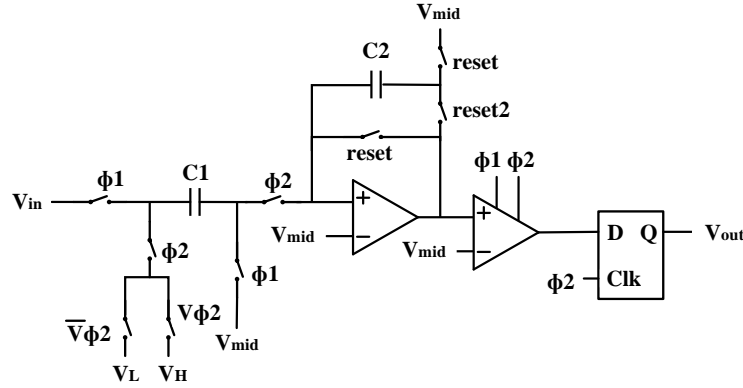 Vmid
C2
reset
reset2
reset
ϕ1 ϕ2
Vin
ϕ1
C1
ϕ2
+
−
Vmid
+
−
Vmid
D Q
Clk
ϕ2
Vout
ϕ2
ϕ1
V̅ϕ2
Vϕ2
Vmid
VL
VH